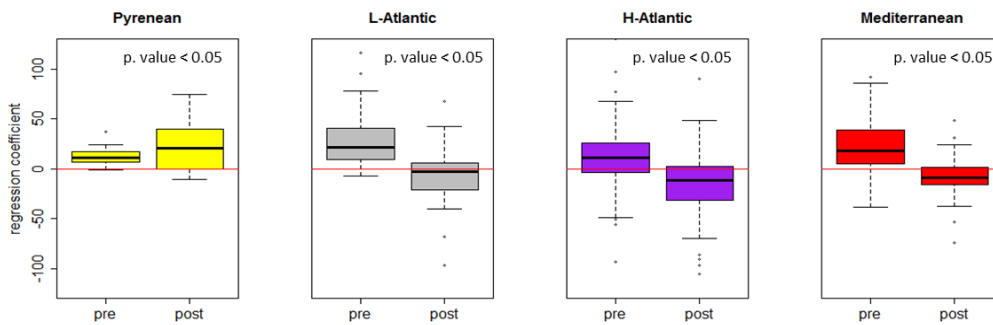 Pyrenean
L-Atlantic
H-Atlantic
Mediterranean
p. value < 0.05
p. value < 0.05
p. value < 0.05
p. value < 0.05
regression coefficient
100
50
0
-50
-100
pre
post
pre
post
pre
post
pre
post